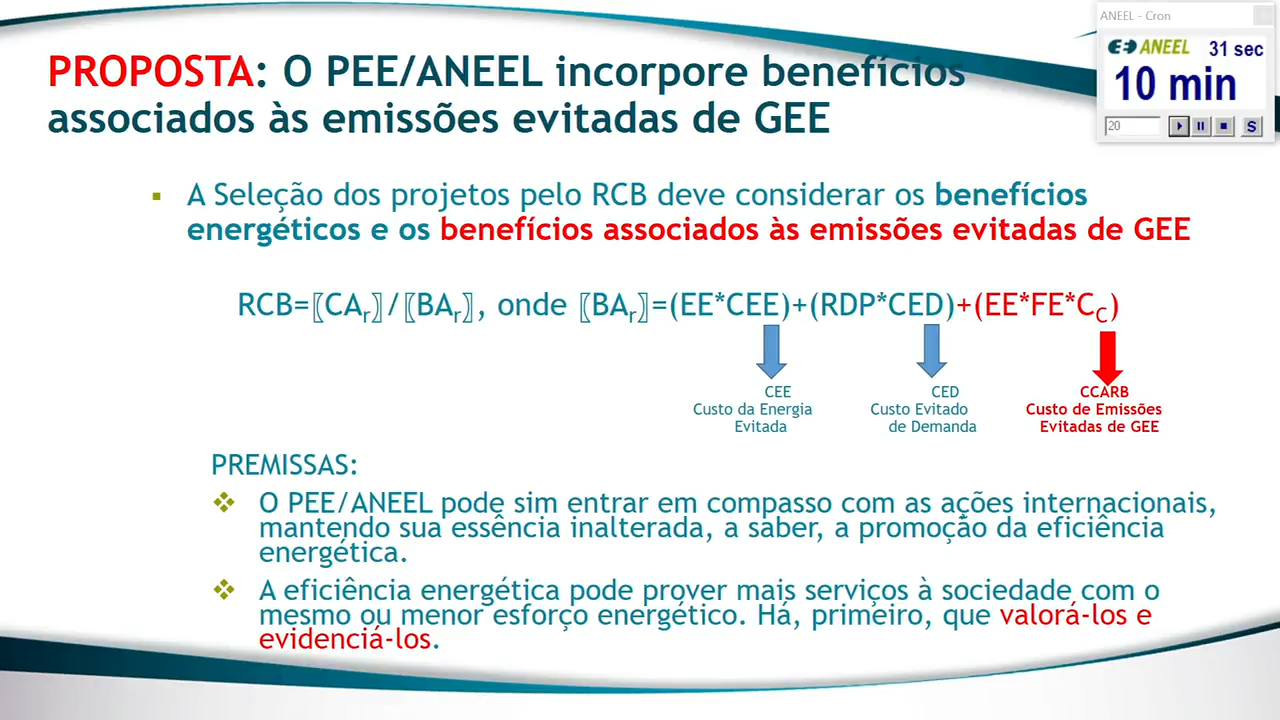 PROPOSTA: O PEE/ANEEL incorpore benefícios
associados às emissões evitadas de GEE
ANEEL - Cron
ANEEL 31 sec
10 min
20
S
▪ A Seleção dos projetos pelo RCB deve considerar os benefícios
energéticos e os benefícios associados às emissões evitadas de GEE
RCB=〖CAr〗/〖BAr〗, onde 〖BAr〗=(EE*CEE)+(RDP*CED)+(EE*FE*CC)
CEE
Custo da Energia
Evitada
CED
Custo Evitado
de Demanda
CCARB
Custo de Emissões
Evitadas de GEE
PREMISSAS:
❖ O PEE/ANEEL pode sim entrar em compasso com as ações internacionais,
mantendo sua essência inalterada, a saber, a promoção da eficiência
energética.
❖ A eficiência energética pode prover mais serviços à sociedade com o
mesmo ou menor esforço energético. Há, primeiro, que valorá-los e
evidenciá-los.